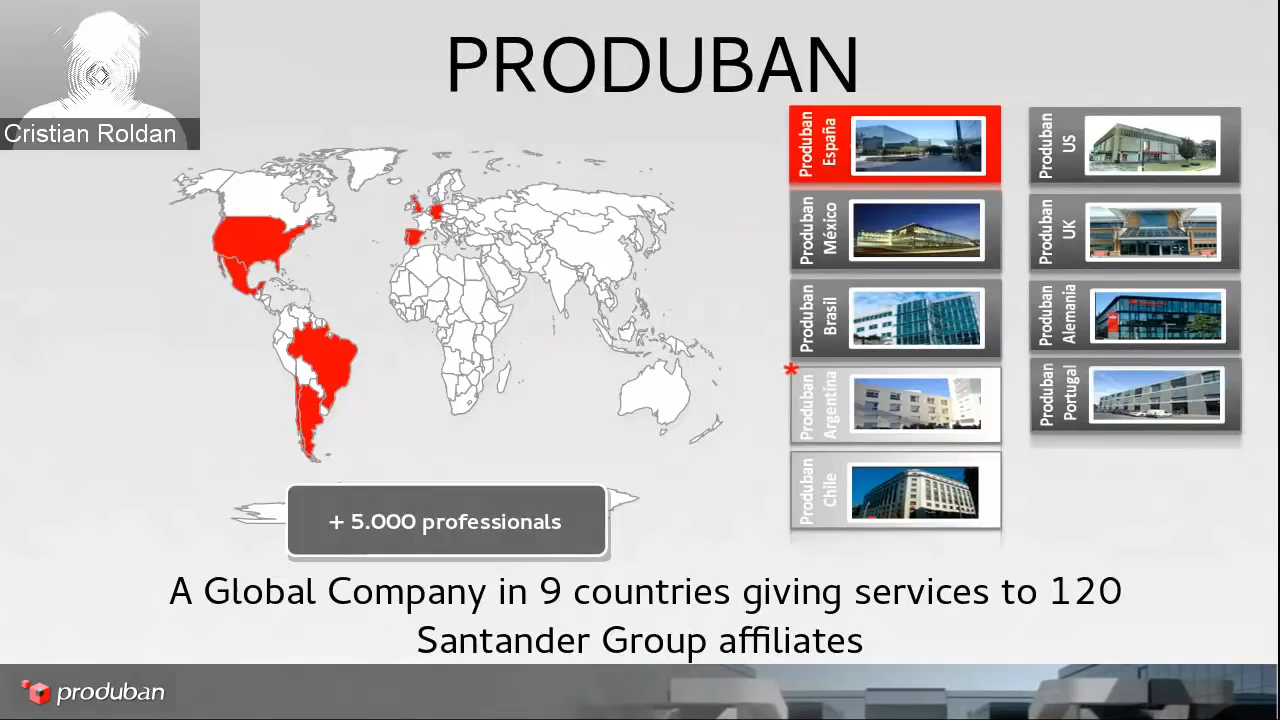 PRODUBAN
Cristian Roldan
Produban
España
Produban
US
Produban
México
Produban
UK
Produban
Brasil
Produban
Alemania
*
Produban
Argentina
Produban
Portugal
Produban
Chile
+ 5.000 professionals
A Global Company in 9 countries giving services to 120
Santander Group affiliates
produban